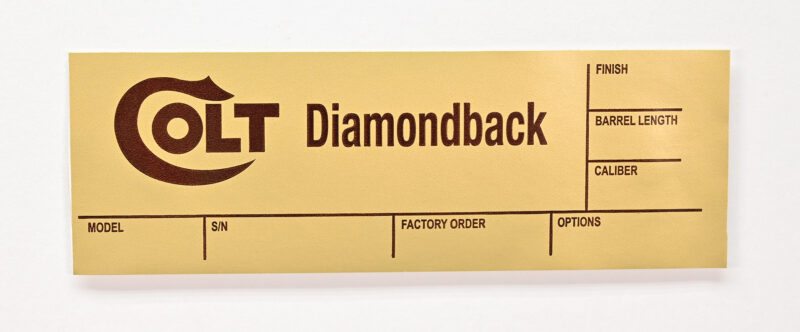 COLT Diamondback
FINISH
BARREL LENGTH
CALIBER
MODEL S/N FACTORY ORDER OPTIONS